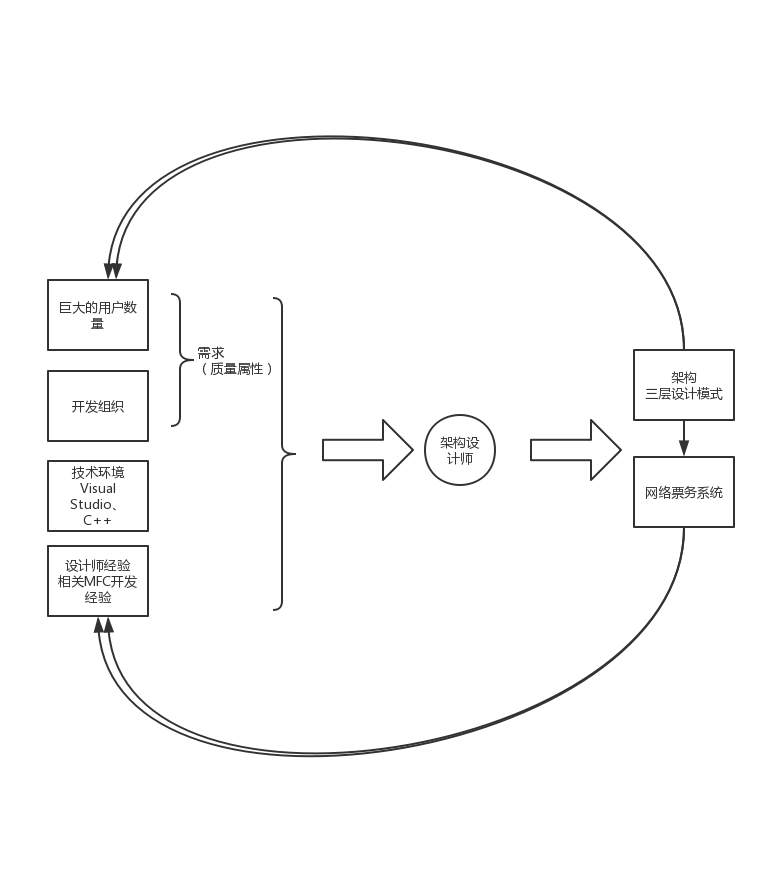 巨大的用户数
量
开发组织
技术环境
Visual
Studio、
C++
设计师经验
相关MFC开发
经验
需求
（质量属性）
架构设
计师
架构
三层设计模式
网络票务系统